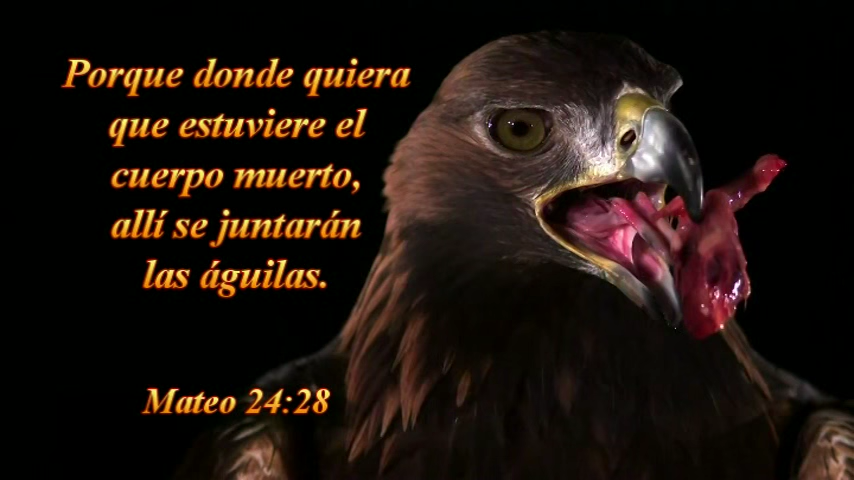 Porque donde quiera
que estuviere el
cuerpo muerto,
allí se juntarán
las águilas.
Mateo 24:28